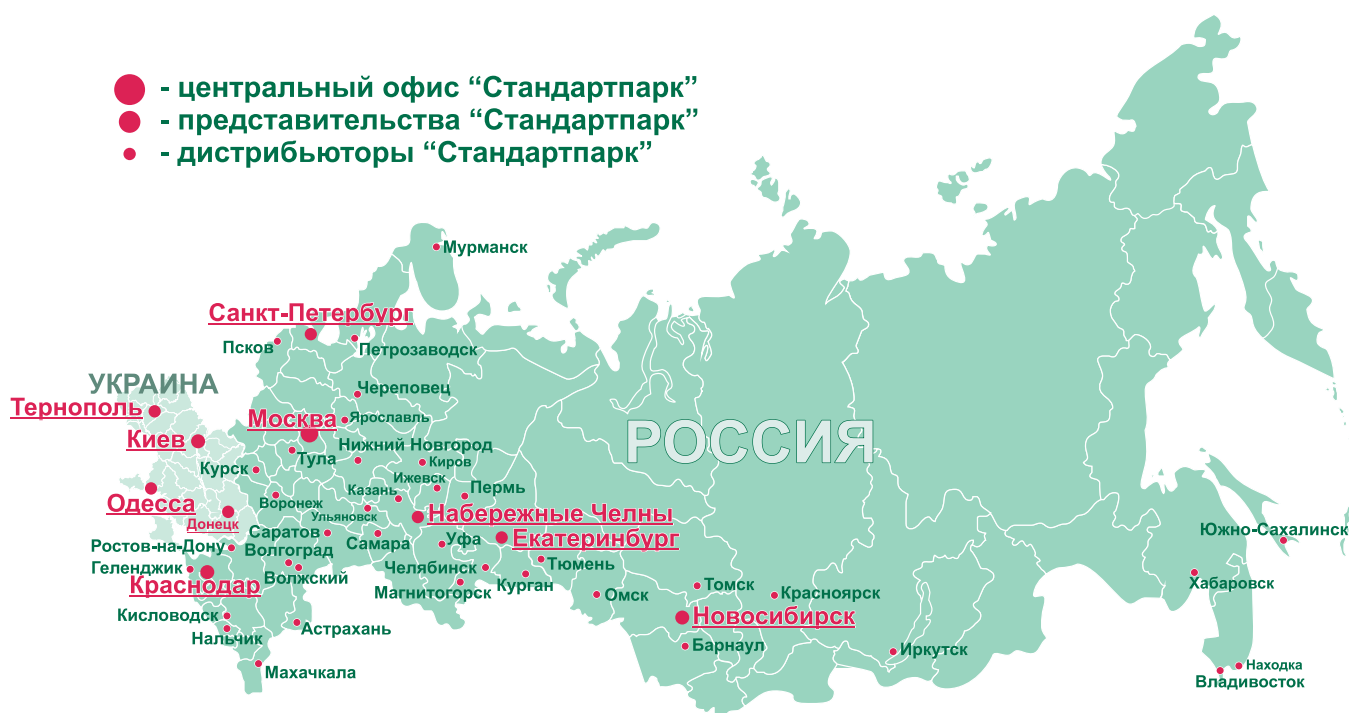 - центральный офис “Стандартпарк”
- представительства “Стандартпарк”
- дистрибьюторы “Стандартпарк”
Мурманск
Санкт-Петербург
Псков
Петрозаводск
УКРАИНА
Череповец
Тернополь
Москва
Ярославль
РОССИЯ
Киев
Нижний Новгород
Тула
Курск
Киров
Ижевск
Казань
Пермь
Одесса
Воронеж
Донецк
Ульяновск
Набережные Челны
Саратов
Самара
Уфа
Екатеринбург
Южно-Сахалинск
Ростов-на-Дону
Волгоград
Геленджик
Волжский
Челябинск
Тюмень
Краснодар
Магнитогорск
Курган
Омск
Томск
Красноярск
Хабаровск
Кисловодск
Новосибирск
Нальчик
Астрахань
Барнаул
Иркутск
Махачкала
Находка
Владивосток